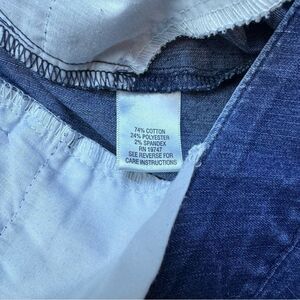 74% COTTON
24% POLYESTER
2% SPANDEX
RN 19747
SEE REVERSE FOR
CARE INSTRUCTIONS